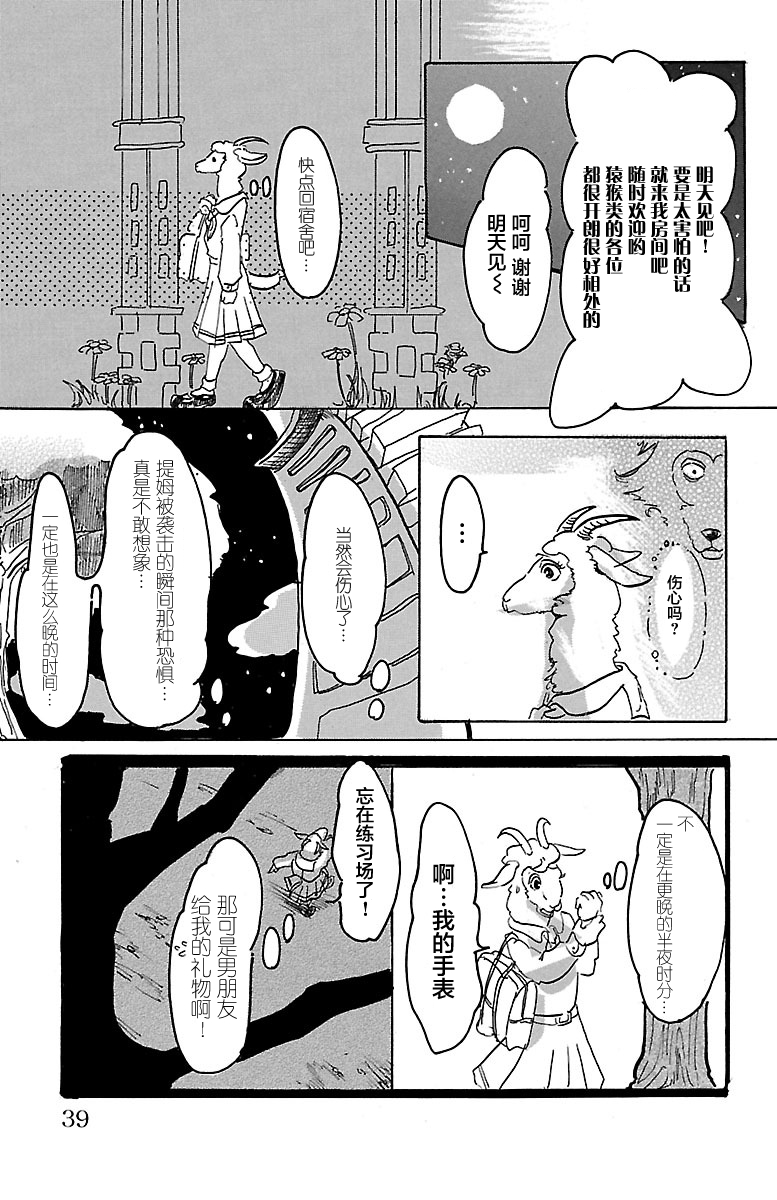 明天见吧！
要是太害怕的话
就来我房间吧
随时欢迎哟
猿猴类的各位
都很开朗很好相处的
呵呵 谢谢
明天见～
快点回宿舍吧…
伤心吗？
…
当然会伤心了…
提姆被袭击的瞬间那种恐惧…
真是不敢想象…
一定也是在这么晚的时间…
不
一定是在更晚的半夜时分…
啊…我的手表
忘在练习场了！
那可是男朋友
给我的礼物啊！
39